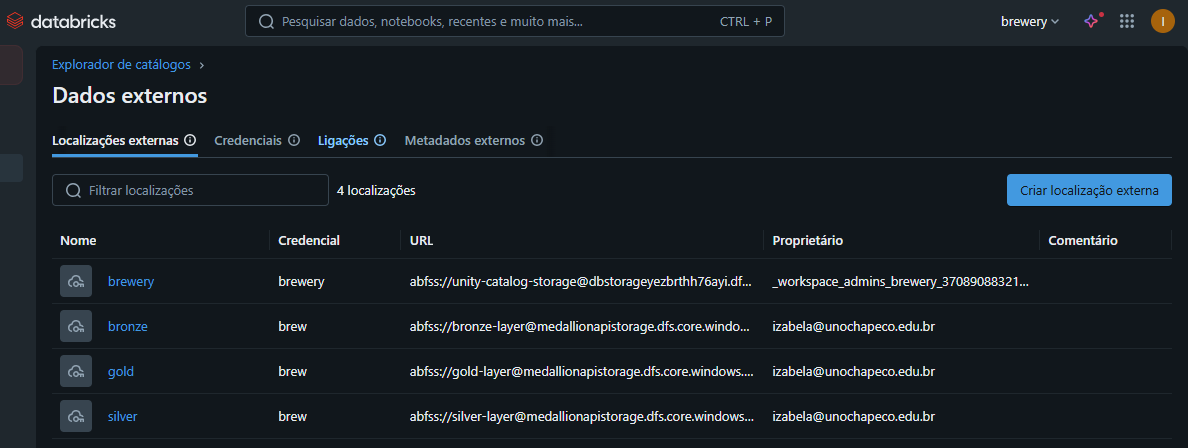 databricks
Pesquisar dados, notebooks, recentes e muito mais... CTRL + P
brewery
I
Explorador de catálogos ›
Dados externos
Localizações externas Credenciais Ligações Metadados externos
Filtrar localizações 4 localizações Criar localização externa
Nome Credencial URL Proprietário Comentário
brewery brewery abfss://unity-catalog-storage@dbstorageyezbrthh76ayi.df... _workspace_admins_brewery_37089088321...
bronze brew abfss://bronze-layer@medallionapistorage.dfs.core.windo... izabela@unochapeco.edu.br
gold brew abfss://gold-layer@medallionapistorage.dfs.core.windows.... izabela@unochapeco.edu.br
silver brew abfss://silver-layer@medallionapistorage.dfs.core.windows... izabela@unochapeco.edu.br